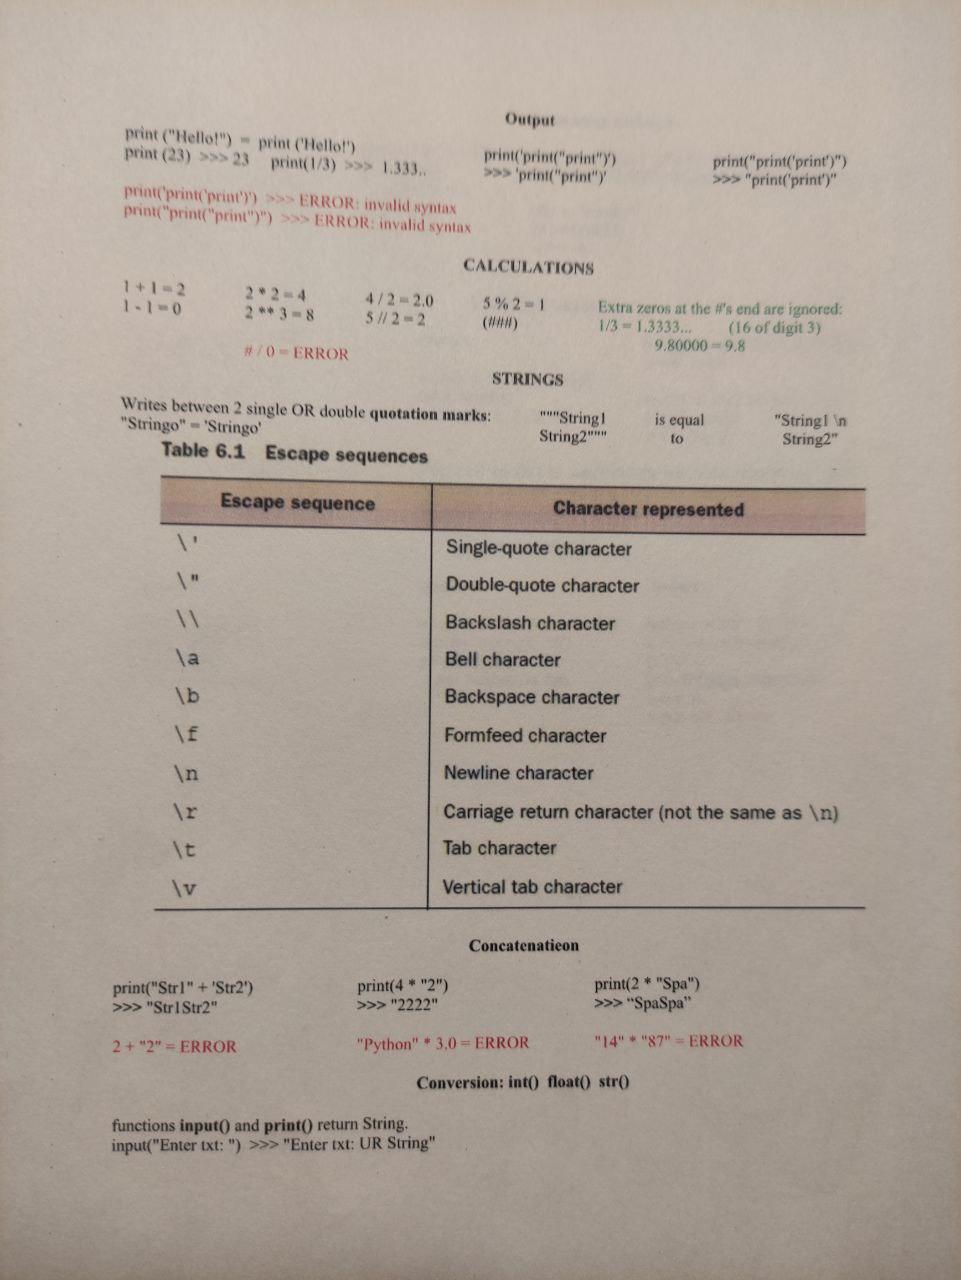 Output
print ("Hello!") = print ('Hello!')
print (23) >>> 23 print(1/3) >>> 1.333..
print('print("print")')
>>> 'print("print")'
print("print('print')")
>>> "print('print')"
print('print('print')') >>> ERROR: invalid syntax
print("print("print")") >>> ERROR: invalid syntax
CALCULATIONS
1 + 1 = 2
1 - 1 = 0
2 * 2 = 4
2 ** 3 = 8
4 / 2 = 2.0
5 // 2 = 2
5 % 2 = 1
(###)
Extra zeros at the #'s end are ignored:
1/3 = 1.3333... (16 of digit 3)
9.80000 = 9.8
# / 0 = ERROR
STRINGS
Writes between 2 single OR double quotation marks:
"Stringo" = 'Stringo'
"""String1
String2"""
is equal
to
"String1 \n
String2"
Table 6.1 Escape sequences
Escape sequence Character represented
\' Single-quote character
\" Double-quote character
\\ Backslash character
\a Bell character
\b Backspace character
\f Formfeed character
\n Newline character
\r Carriage return character (not the same as \n)
\t Tab character
\v Vertical tab character
Concatenatieon
print("Str1" + 'Str2')
>>> "Str1Str2"
print(4 * "2")
>>> "2222"
print(2 * "Spa")
>>> “SpaSpa”
2 + "2" = ERROR
"Python" * 3.0 = ERROR
"14" * "87" = ERROR
Conversion: int() float() str()
functions input() and print() return String.
input("Enter txt: ") >>> "Enter txt: UR String"